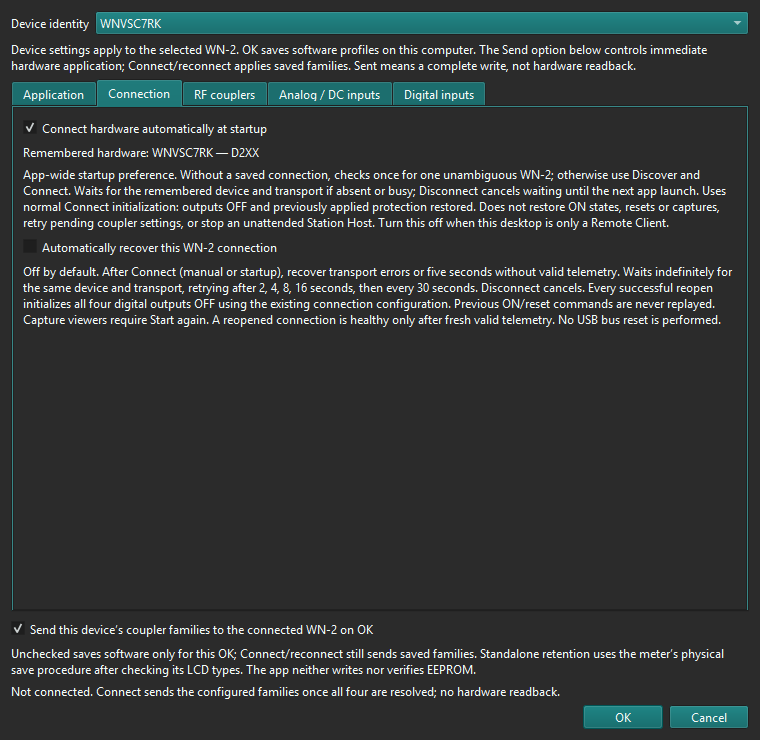 Device identity WNVSC7RK
Device settings apply to the selected WN-2. OK saves software profiles on this computer. The Send option below controls immediate
hardware application; Connect/reconnect applies saved families. Sent means a complete write, not hardware readback.
Application Connection RF couplers Analog / DC inputs Digital inputs
Connect hardware automatically at startup
Remembered hardware: WNVSC7RK — D2XX
App-wide startup preference. Without a saved connection, checks once for one unambiguous WN-2; otherwise use Discover and
Connect. Waits for the remembered device and transport if absent or busy; Disconnect cancels waiting until the next app launch. Uses
normal Connect initialization: outputs OFF and previously applied protection restored. Does not restore ON states, resets or captures,
retry pending coupler settings, or stop an unattended Station Host. Turn this off when this desktop is only a Remote Client.
Automatically recover this WN-2 connection
Off by default. After Connect (manual or startup), recover transport errors or five seconds without valid telemetry. Waits indefinitely for
the same device and transport, retrying after 2, 4, 8, 16 seconds, then every 30 seconds. Disconnect cancels. Every successful reopen
initializes all four digital outputs OFF using the existing connection configuration. Previous ON/reset commands are never replayed.
Capture viewers require Start again. A reopened connection is healthy only after fresh valid telemetry. No USB bus reset is performed.
Send this device's coupler families to the connected WN-2 on OK
Unchecked saves software only for this OK; Connect/reconnect still sends saved families. Standalone retention uses the meter's physical
save procedure after checking its LCD types. The app neither writes nor verifies EEPROM.
Not connected. Connect sends the configured families once all four are resolved; no hardware readback.
OK Cancel